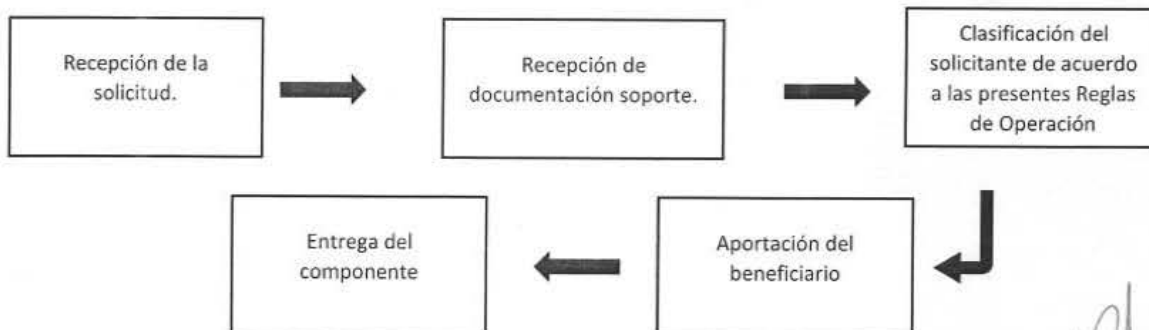 Recepción de la
solicitud.
Recepción de
documentación soporte.
Clasificación del
solicitante de acuerdo
a las presentes Reglas
de Operación
Aportación del
beneficiario
Entrega del
componente